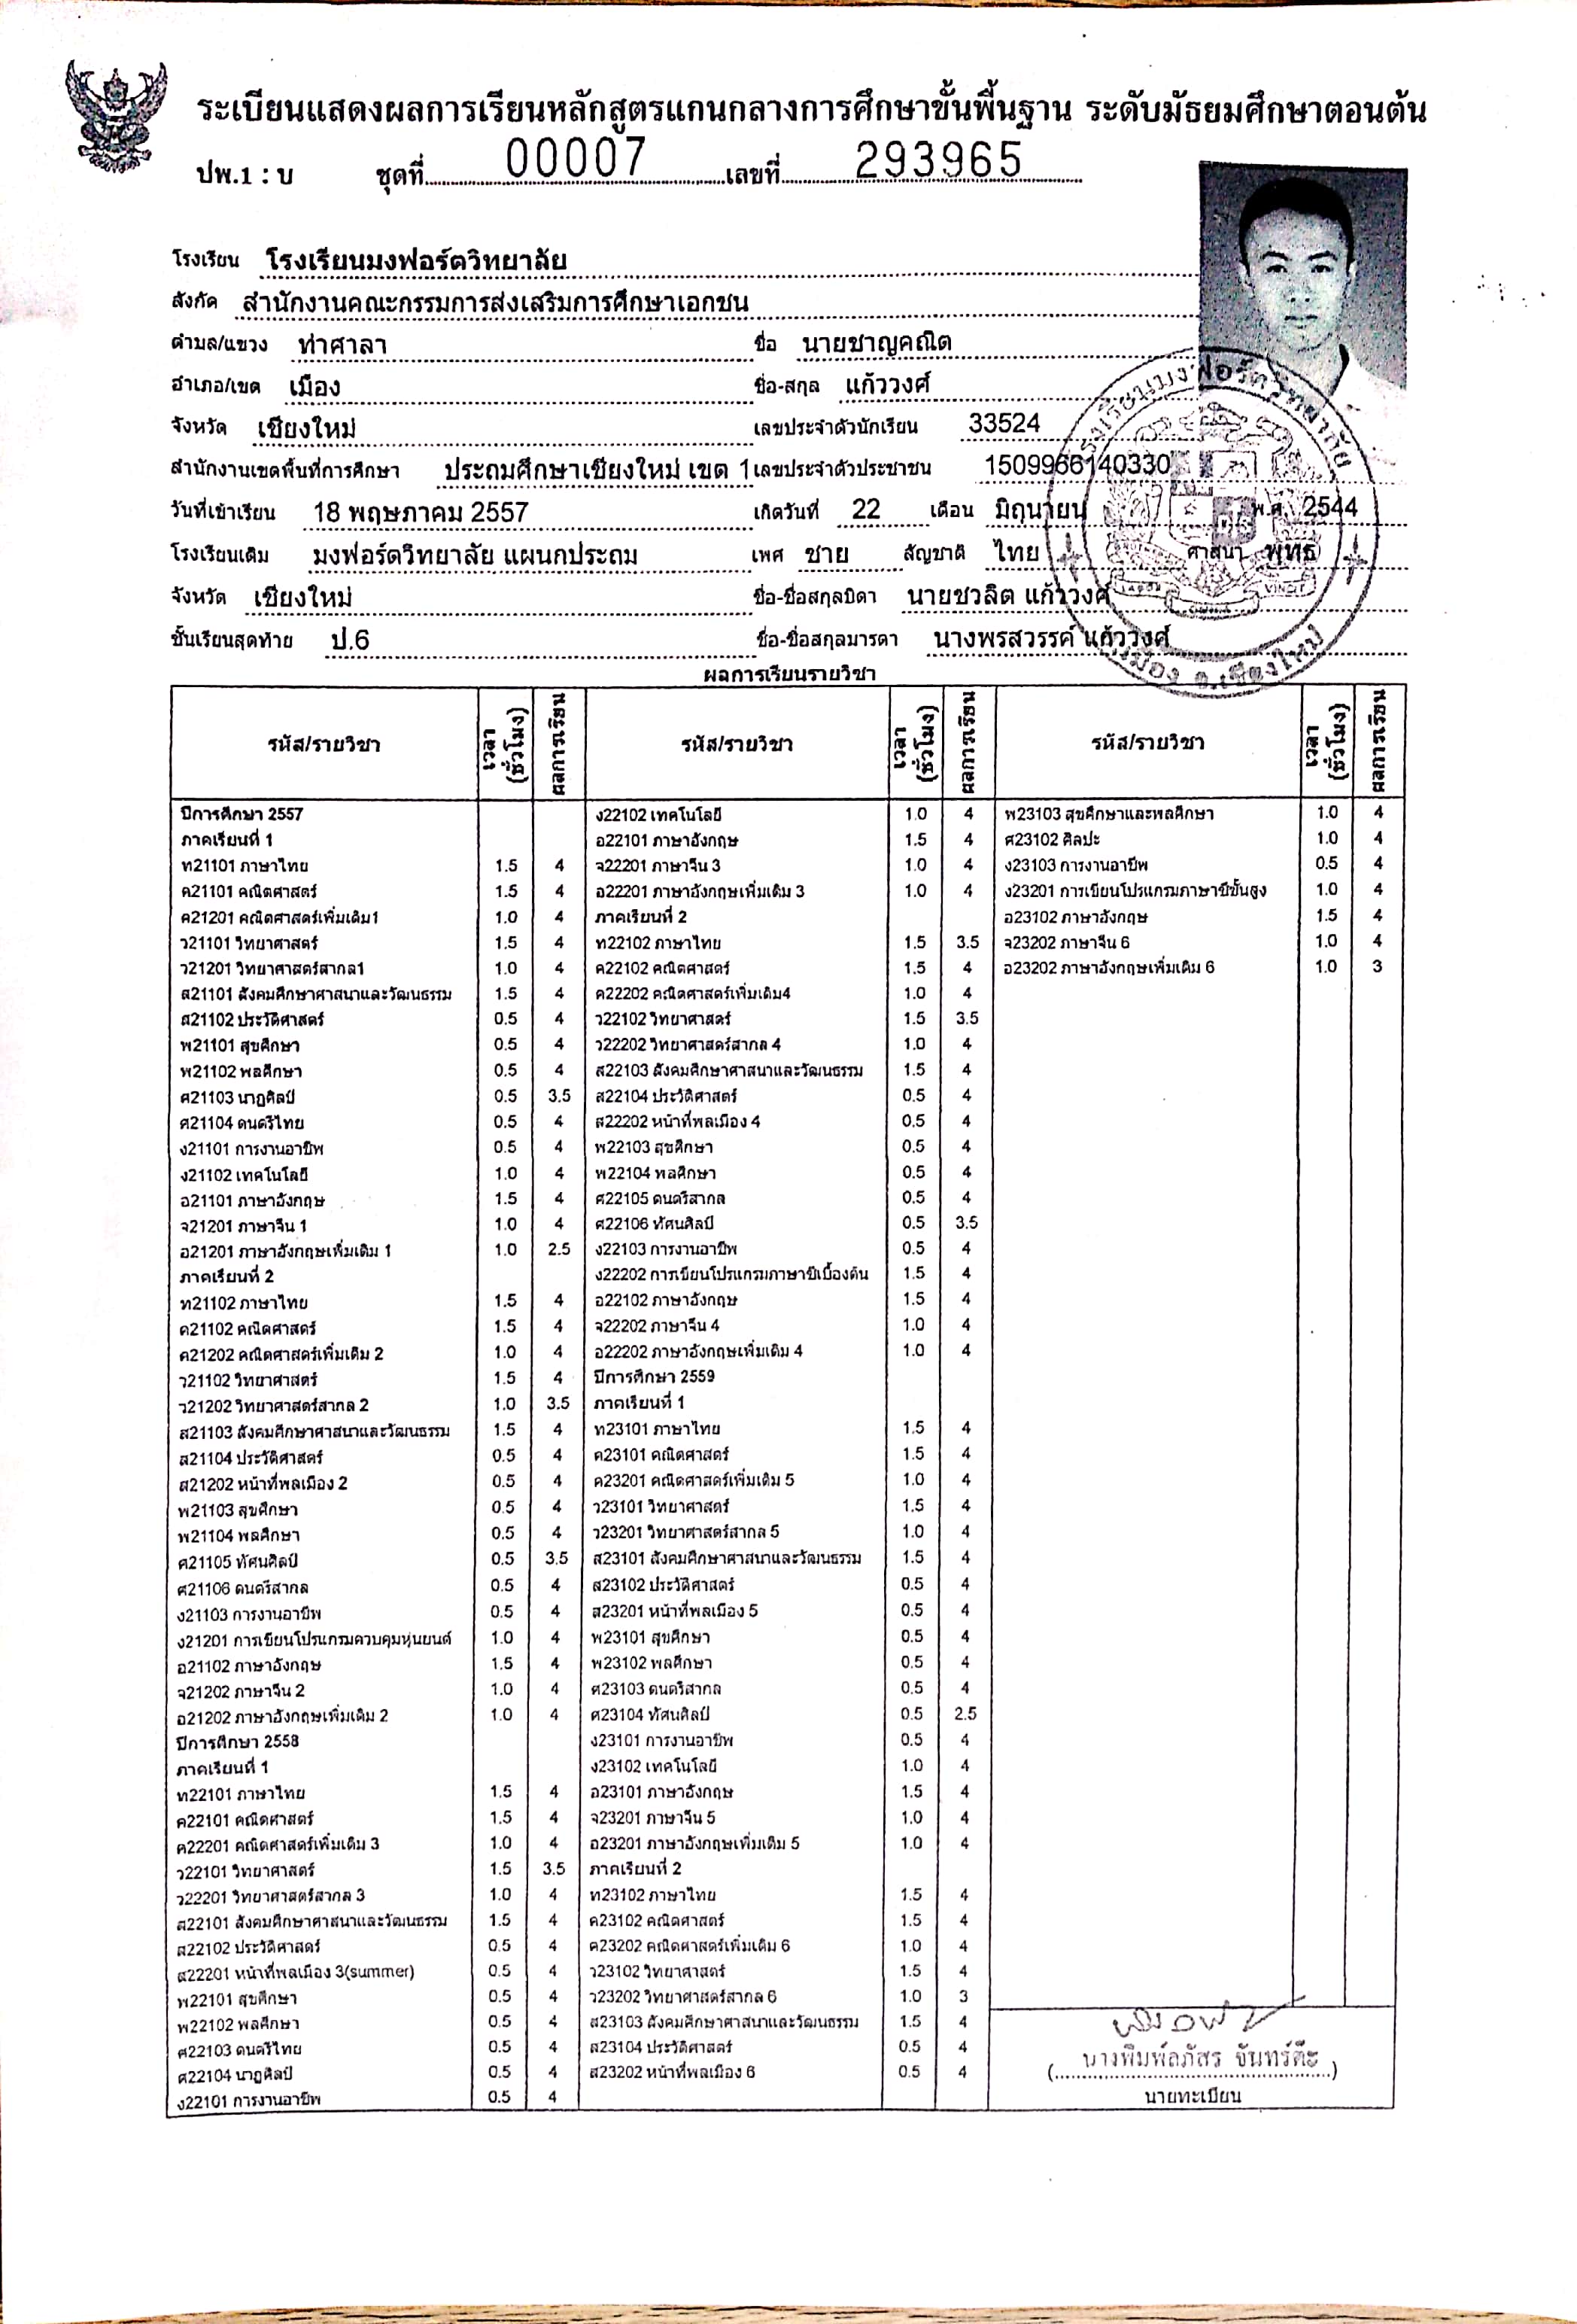 ระเบียนแสดงผลการเรียนหลักสูตรแกนกลางการศึกษาขั้นพื้นฐาน ระดับมัธยมศึกษาตอนต้น
ปพ.1 : บ ชุดที่ 00007 เลขที่ 293965
โรงเรียน โรงเรียนมงฟอร์ตวิทยาลัย
สังกัด สำนักงานคณะกรรมการส่งเสริมการศึกษาเอกชน
ตำบล/แขวง ท่าศาลา ชื่อ นายชาญคณิต
อำเภอ/เขต เมือง ชื่อ-สกุล แก้ววงศ์
จังหวัด เชียงใหม่ เลขประจำตัวนักเรียน 33524
สำนักงานเขตพื้นที่การศึกษา ประถมศึกษาเชียงใหม่ เขต 1 เลขประจำตัวประชาชน 1509966140330
วันที่เข้าเรียน 18 พฤษภาคม 2557 เกิดวันที่ 22 เดือน มิถุนายน พ.ศ. 2544
โรงเรียนเดิม มงฟอร์ตวิทยาลัย แผนกประถม เพศ ชาย สัญชาติ ไทย ศาสนา พุทธ
จังหวัด เชียงใหม่ ชื่อ-ชื่อสกุลบิดา นายชวลิต แก้ววงศ์
ชั้นเรียนสุดท้าย ป.6 ชื่อ-ชื่อสกุลมารดา นางพรสวรรค์ แก้ววงศ์
ผลการเรียนรายวิชา
รหัส/รายวิชา เวลา (ชั่วโมง) ผลการเรียน รหัส/รายวิชา เวลา (ชั่วโมง) ผลการเรียน รหัส/รายวิชา เวลา (ชั่วโมง) ผลการเรียน
ปีการศึกษา 2557
ภาคเรียนที่ 1
ท21101 ภาษาไทย 1.5 4
ค21101 คณิตศาสตร์ 1.5 4
ค21201 คณิตศาสตร์เพิ่มเติม1 1.0 4
ว21101 วิทยาศาสตร์ 1.5 4
ว21201 วิทยาศาสตร์สากล1 1.0 4
ส21101 สังคมศึกษาศาสนาและวัฒนธรรม 1.5 4
ส21102 ประวัติศาสตร์ 0.5 4
พ21101 สุขศึกษา 0.5 4
พ21102 พลศึกษา 0.5 4
ศ21103 นาฏศิลป์ 0.5 3.5
ศ21104 ดนตรีไทย 0.5 4
ง21101 การงานอาชีพ 0.5 4
ง21102 เทคโนโลยี 1.0 4
อ21101 ภาษาอังกฤษ 1.5 4
จ21201 ภาษาจีน 1 1.0 4
อ21201 ภาษาอังกฤษเพิ่มเติม 1 1.0 2.5
ภาคเรียนที่ 2
ท21102 ภาษาไทย 1.5 4
ค21102 คณิตศาสตร์ 1.5 4
ค21202 คณิตศาสตร์เพิ่มเติม 2 1.0 4
ว21102 วิทยาศาสตร์ 1.5 4
ว21202 วิทยาศาสตร์สากล 2 1.0 3.5
ส21103 สังคมศึกษาศาสนาและวัฒนธรรม 1.5 4
ส21104 ประวัติศาสตร์ 0.5 4
ส21202 หน้าที่พลเมือง 2 0.5 4
พ21103 สุขศึกษา 0.5 4
พ21104 พลศึกษา 0.5 4
ศ21105 ทัศนศิลป์ 0.5 3.5
ศ21106 ดนตรีสากล 0.5 4
ง21103 การงานอาชีพ 0.5 4
ง21201 การเขียนโปรแกรมควบคุมหุ่นยนต์ 1.0 4
อ21102 ภาษาอังกฤษ 1.5 4
จ21202 ภาษาจีน 2 1.0 4
อ21202 ภาษาอังกฤษเพิ่มเติม 2 1.0 4
ปีการศึกษา 2558
ภาคเรียนที่ 1
ท22101 ภาษาไทย 1.5 4
ค22101 คณิตศาสตร์ 1.5 4
ค22201 คณิตศาสตร์เพิ่มเติม 3 1.0 4
ว22101 วิทยาศาสตร์ 1.5 3.5
ว22201 วิทยาศาสตร์สากล 3 1.0 4
ส22101 สังคมศึกษาศาสนาและวัฒนธรรม 1.5 4
ส22102 ประวัติศาสตร์ 0.5 4
ส22201 หน้าที่พลเมือง 3(summer) 0.5 4
พ22101 สุขศึกษา 0.5 4
พ22102 พลศึกษา 0.5 4
ศ22103 ดนตรีไทย 0.5 4
ศ22104 นาฏศิลป์ 0.5 4
ง22101 การงานอาชีพ 0.5 4
ง22102 เทคโนโลยี 1.0 4
อ22101 ภาษาอังกฤษ 1.5 4
จ22201 ภาษาจีน 3 1.0 4
อ22201 ภาษาอังกฤษเพิ่มเติม 3 1.0 4
ภาคเรียนที่ 2
ท22102 ภาษาไทย 1.5 3.5
ค22102 คณิตศาสตร์ 1.5 4
ค22202 คณิตศาสตร์เพิ่มเติม4 1.0 4
ว22102 วิทยาศาสตร์ 1.5 3.5
ว22202 วิทยาศาสตร์สากล 4 1.0 4
ส22103 สังคมศึกษาศาสนาและวัฒนธรรม 1.5 4
ส22104 ประวัติศาสตร์ 0.5 4
ส22202 หน้าที่พลเมือง 4 0.5 4
พ22103 สุขศึกษา 0.5 4
พ22104 พลศึกษา 0.5 4
ศ22105 ดนตรีสากล 0.5 4
ศ22106 ทัศนศิลป์ 0.5 3.5
ง22103 การงานอาชีพ 0.5 4
ง22202 การเขียนโปรแกรมภาษาซีเบื้องต้น 1.5 4
อ22102 ภาษาอังกฤษ 1.5 4
จ22202 ภาษาจีน 4 1.0 4
อ22202 ภาษาอังกฤษเพิ่มเติม 4 1.0 4
ปีการศึกษา 2559
ภาคเรียนที่ 1
ท23101 ภาษาไทย 1.5 4
ค23101 คณิตศาสตร์ 1.5 4
ค23201 คณิตศาสตร์เพิ่มเติม 5 1.0 4
ว23101 วิทยาศาสตร์ 1.5 4
ว23201 วิทยาศาสตร์สากล 5 1.0 4
ส23101 สังคมศึกษาศาสนาและวัฒนธรรม 1.5 4
ส23102 ประวัติศาสตร์ 0.5 4
ส23201 หน้าที่พลเมือง 5 0.5 4
พ23101 สุขศึกษา 0.5 4
พ23102 พลศึกษา 0.5 4
ศ23103 ดนตรีสากล 0.5 4
ศ23104 ทัศนศิลป์ 0.5 2.5
ง23101 การงานอาชีพ 0.5 4
ง23102 เทคโนโลยี 1.0 4
อ23101 ภาษาอังกฤษ 1.5 4
จ23201 ภาษาจีน 5 1.0 4
อ23201 ภาษาอังกฤษเพิ่มเติม 5 1.0 4
ภาคเรียนที่ 2
ท23102 ภาษาไทย 1.5 4
ค23102 คณิตศาสตร์ 1.5 4
ค23202 คณิตศาสตร์เพิ่มเติม 6 1.0 4
ว23102 วิทยาศาสตร์ 1.5 4
ว23202 วิทยาศาสตร์สากล 6 1.0 3
ส23103 สังคมศึกษาศาสนาและวัฒนธรรม 1.5 4
ส23104 ประวัติศาสตร์ 0.5 4
ส23202 หน้าที่พลเมือง 6 0.5 4
พ23103 สุขศึกษาและพลศึกษา 1.0 4
ศ23102 ศิลปะ 1.0 4
ง23103 การงานอาชีพ 0.5 4
ง23201 การเขียนโปรแกรมภาษาซีขั้นสูง 1.0 4
อ23102 ภาษาอังกฤษ 1.5 4
จ23202 ภาษาจีน 6 1.0 4
อ23202 ภาษาอังกฤษเพิ่มเติม 6 1.0 3
(นางพิมพ์ลภัสร จันทร์ต๊ะ)
นายทะเบียน
โรงเรียนมงฟอร์ตวิทยาลัย
อ.เมือง จ.เชียงใหม่